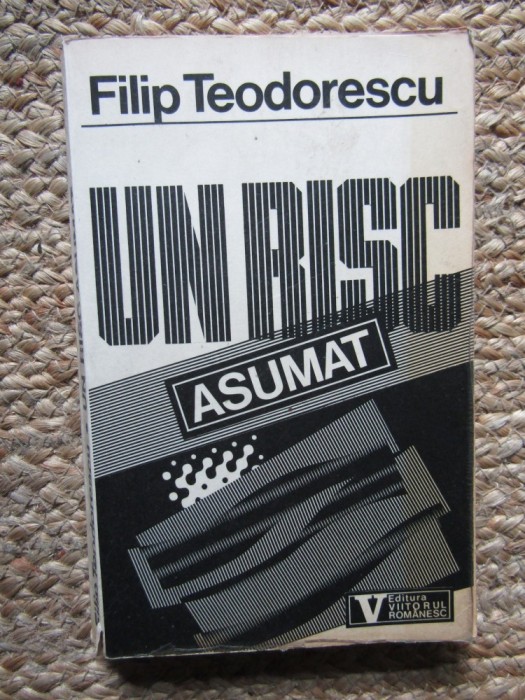 Filip Teodorescu
UN RISC
ASUMAT
V
Editura
VIITORUL
ROMÂNESC